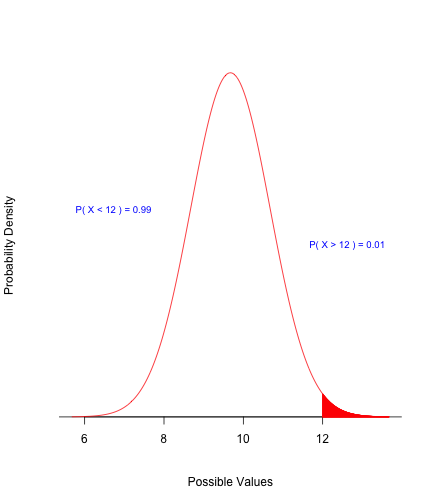 Probability Density
P( X < 12 ) = 0.99
P( X > 12 ) = 0.01
6 8 10 12
Possible Values